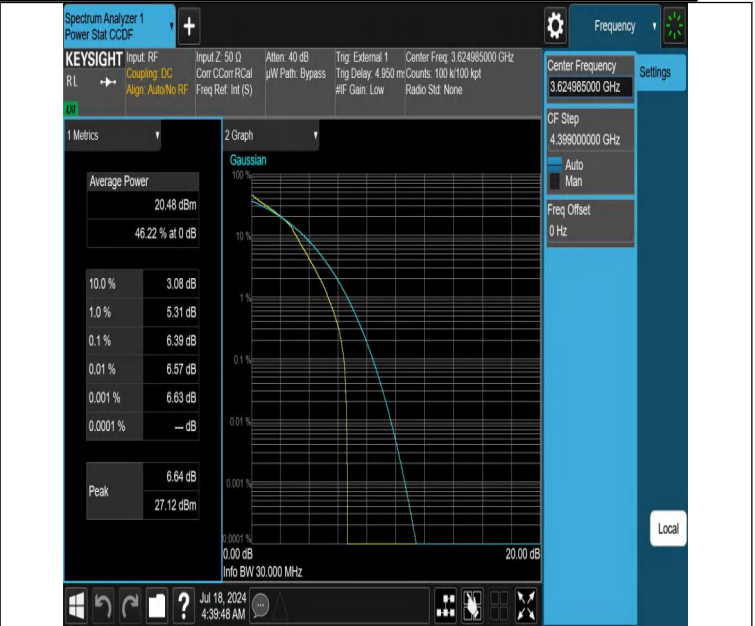 Spectrum Analyzer 1
Power Stat CCDF
+
Frequency
KEYSIGHT
RL
Input: RF
Coupling: DC
Align: Auto/No RF
Input Z: 50 Ω
Corr CCorr RCal
Freq Ref: Int (S)
Atten: 40 dB
µW Path: Bypass
Trig: External 1
Trig Delay: 4.950 ms
#IF Gain: Low
Center Freq: 3.624985000 GHz
Counts: 100 k/100 kpt
Radio Std: None
Center Frequency
3.624985000 GHz
Settings
CF Step
4.399000000 GHz
Auto
Man
Freq Offset
0 Hz
1 Metrics
Average Power
20.48 dBm
46.22 % at 0 dB
10.0 % 3.08 dB
1.0 % 5.31 dB
0.1 % 6.39 dB
0.01 % 6.57 dB
0.001 % 6.63 dB
0.0001 % --- dB
Peak 6.64 dB
27.12 dBm
2 Graph
Gaussian
100 %
10 %
1 %
0.1 %
0.01 %
0.001 %
0.0001 %
0.00 dB 20.00 dB
Info BW 30.000 MHz
Local
?
Jul 18, 2024
4:39:48 AM